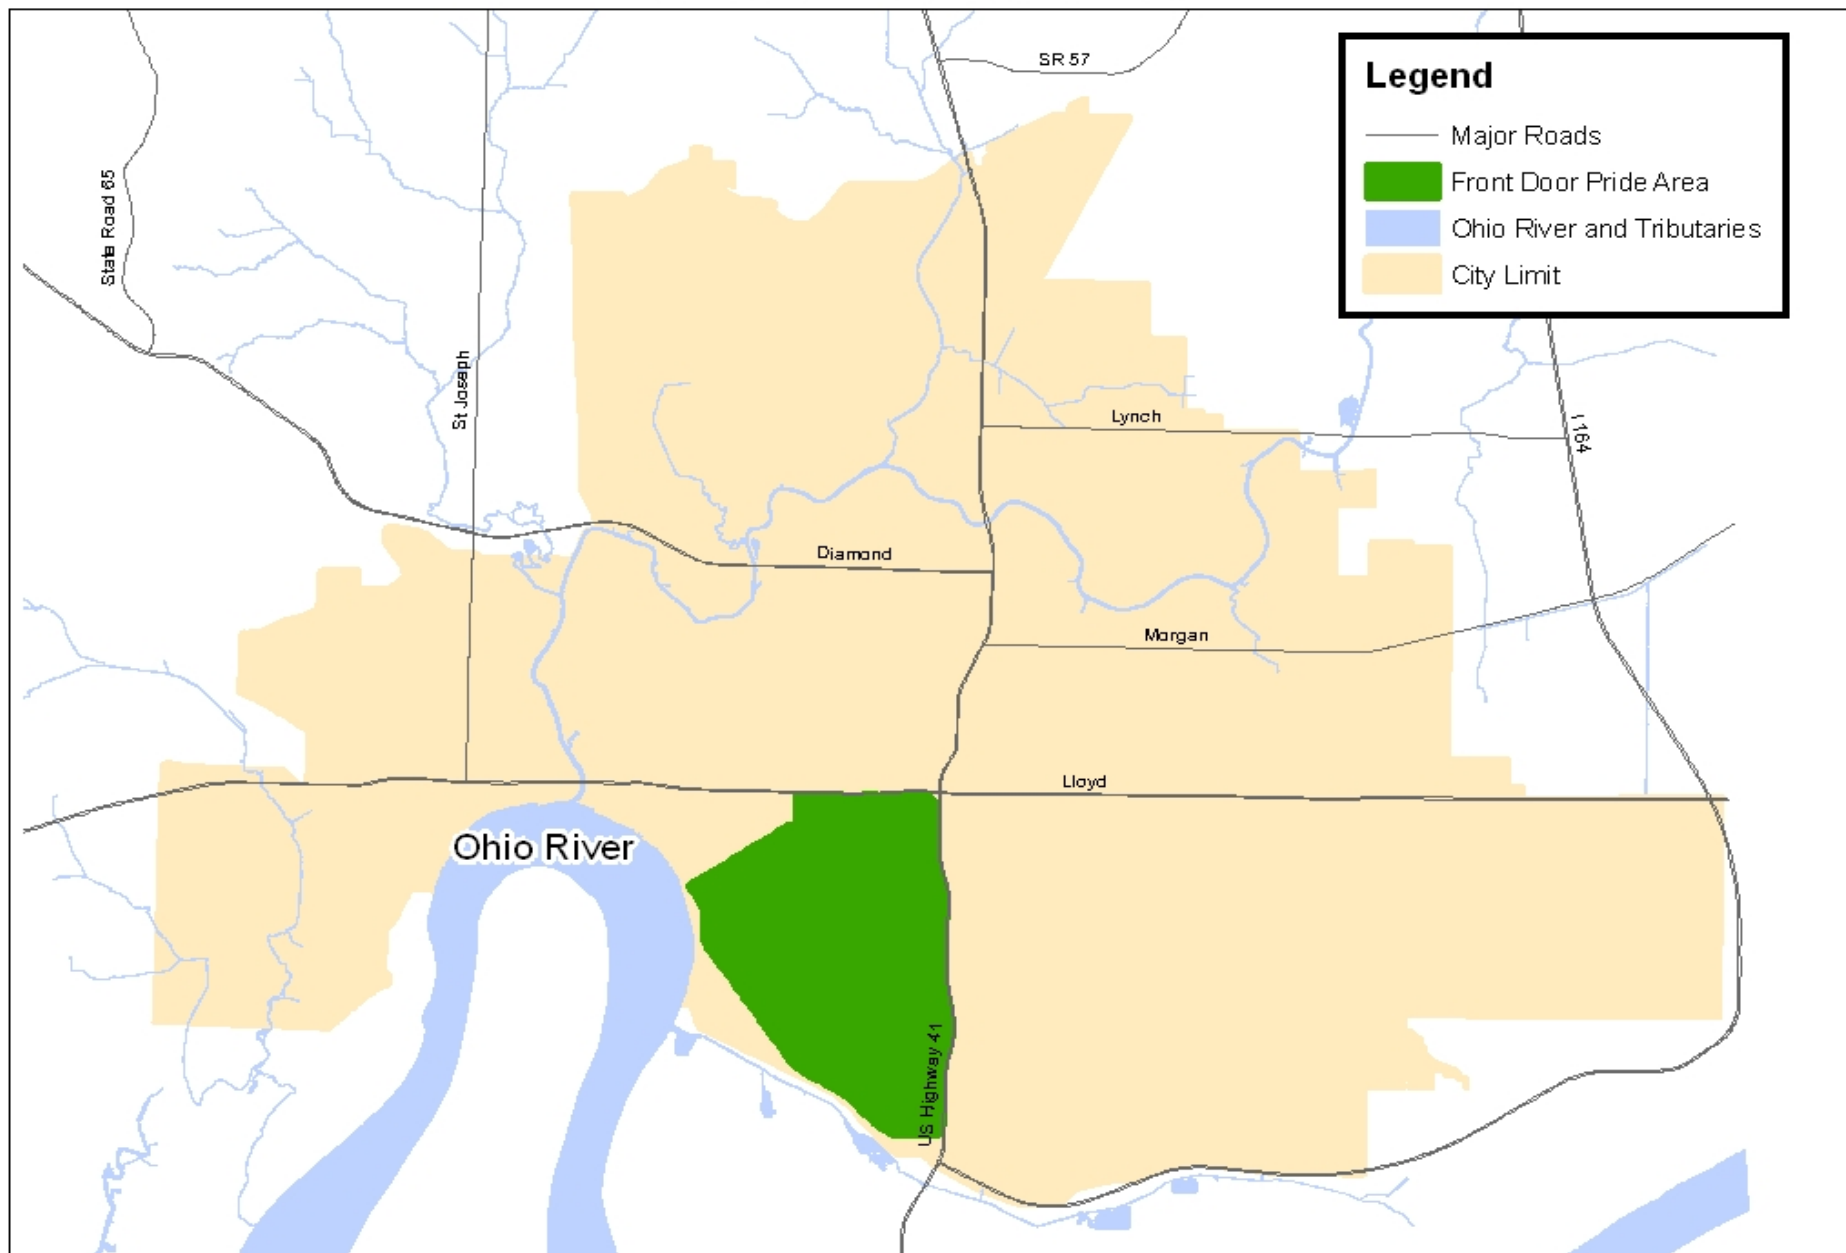 SR 57
Legend
Major Roads
Front Door Pride Area
Ohio River and Tributaries
City Limit
State Road 65
St Joseph
Lynch
I 164
Diamond
Morgan
Lloyd
Ohio River
US Highway 41